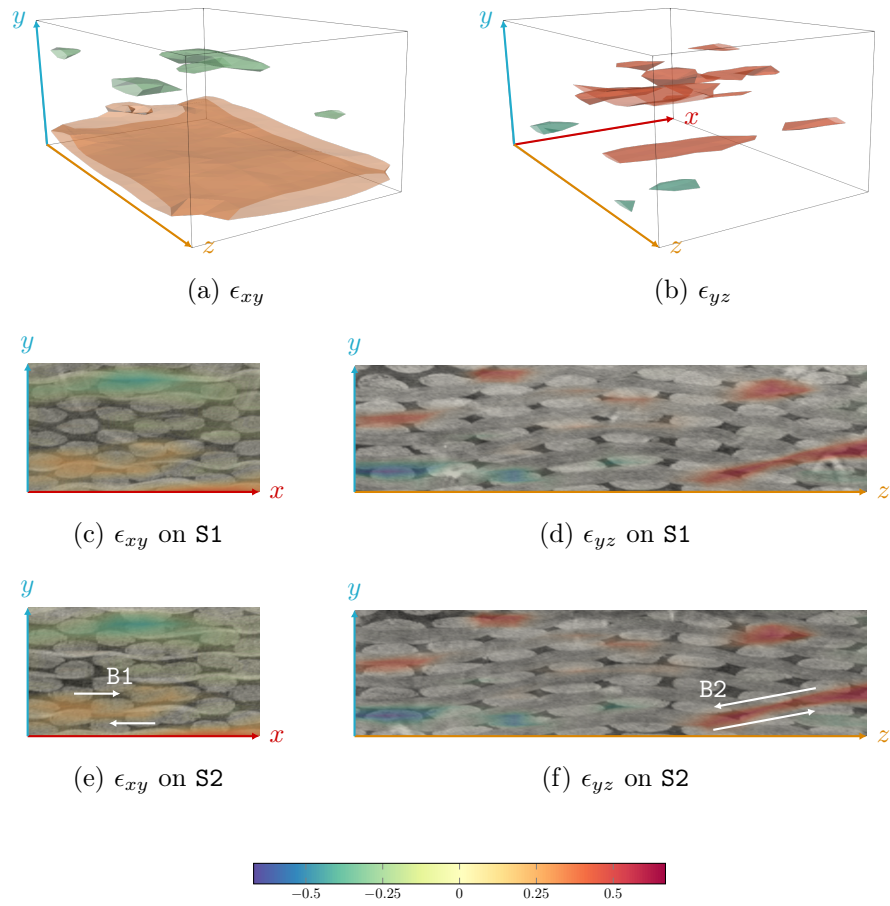 y
y
x
z
z
(a) ϵxy
(b) ϵyz
y
y
x
z
(c) ϵxy on S1
(d) ϵyz on S1
y
y
B1
B2
x
z
(e) ϵxy on S2
(f) ϵyz on S2
−0.5 −0.25 0 0.25 0.5